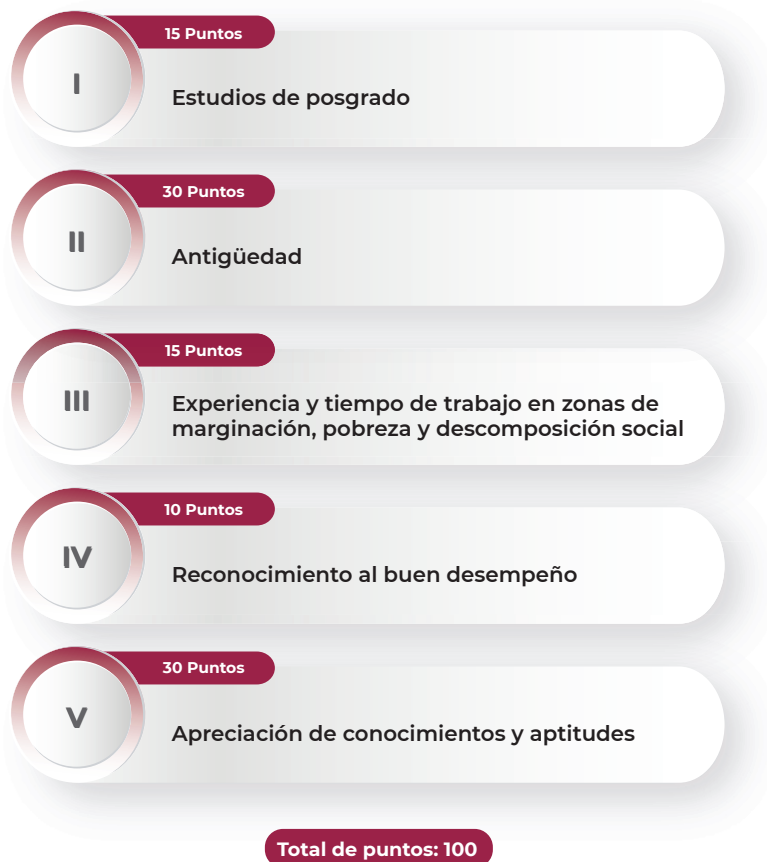 15 Puntos
I
Estudios de posgrado
30 Puntos
II
Antigüedad
15 Puntos
III
Experiencia y tiempo de trabajo en zonas de
marginación, pobreza y descomposición social
10 Puntos
IV
Reconocimiento al buen desempeño
30 Puntos
V
Apreciación de conocimientos y aptitudes
Total de puntos: 100